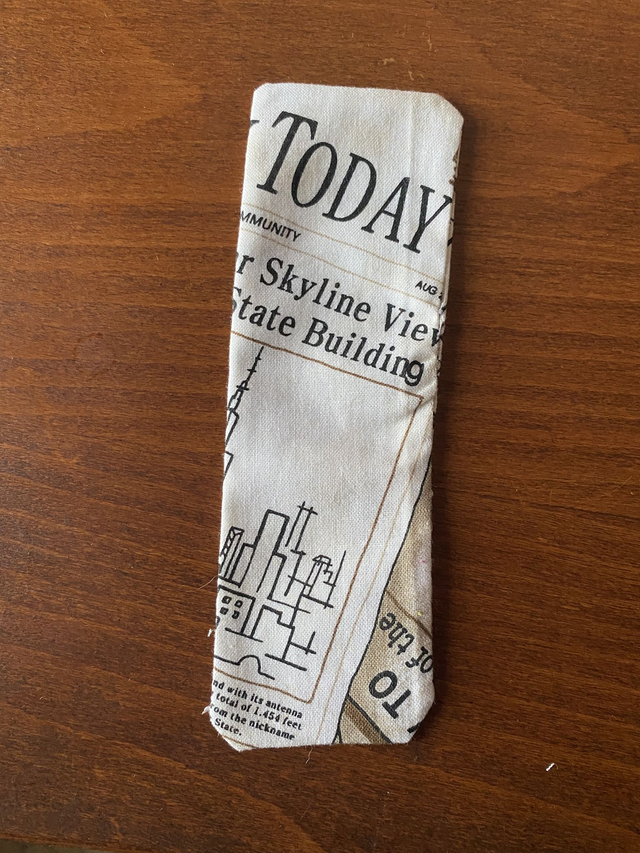 TODAY
MMUNITY
AUG
r Skyline View
State Building
nd with its antenna
total of 1,454 feet
om the nickname
State.
of the
TO